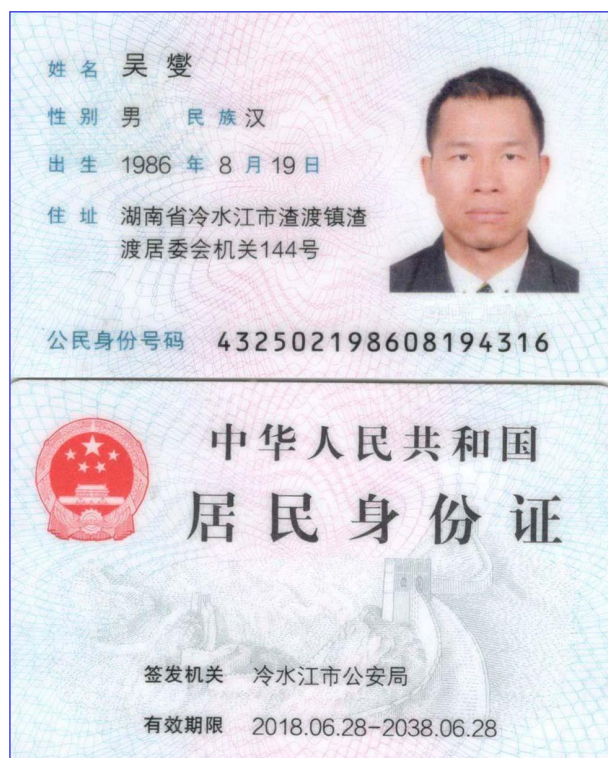 姓名 吴燮
性别 男 民族 汉
出生 1986 年 8 月 19 日
住址 湖南省冷水江市渣渡镇渣
渡居委会机关144号
公民身份号码 432502198608194316
中华人民共和国
居民身份证
签发机关 冷水江市公安局
有效期限 2018.06.28-2038.06.28